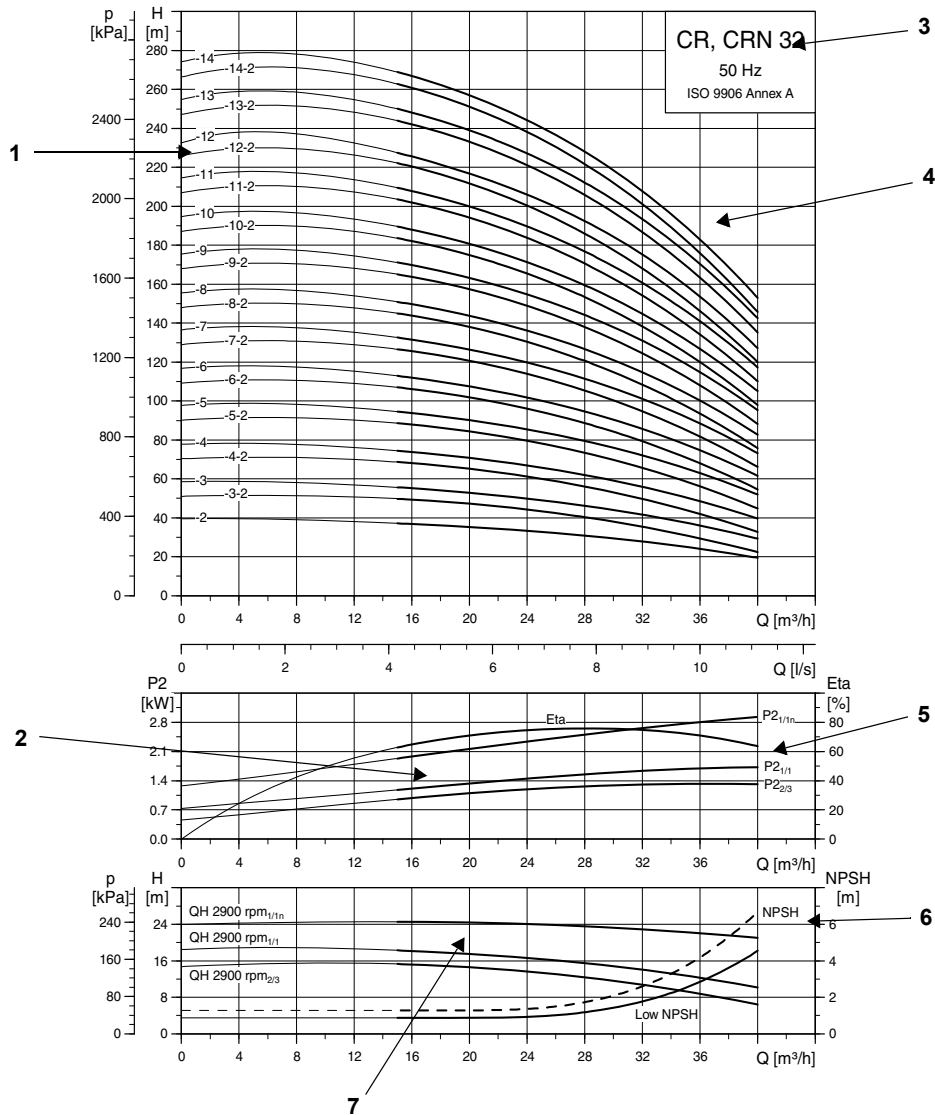 p
[kPa]
H
[m]
CR, CRN 32
50 Hz
ISO 9906 Annex A
3
280
260
240
220
200
180
160
140
120
100
80
60
40
20
0
2400
2000
1600
1200
800
400
0
1
4
-14
-14-2
-13
-13-2
-12
-12-2
-11
-11-2
-10
-10-2
-9
-9-2
-8
-8-2
-7
-7-2
-6
-6-2
-5
-5-2
-4
-4-2
-3
-3-2
-2
0 4 8 12 16 20 24 28 32 36 Q [m³/h]
0 2 4 6 8 10 Q [l/s]
P2
[kW]
Eta
[%]
2.8
2.1
1.4
0.7
0.0
80
60
40
20
0
2
5
Eta
P2 1/1n
P2 1/1
P2 2/3
0 4 8 12 16 20 24 28 32 36 Q [m³/h]
p
[kPa]
H
[m]
NPSH
[m]
240
160
80
0
24
16
8
0
6
4
2
0
6
QH 2900 rpm 1/1n
QH 2900 rpm 1/1
QH 2900 rpm 2/3
NPSH
Low NPSH
0 4 8 12 16 20 24 28 32 36 Q [m³/h]
7